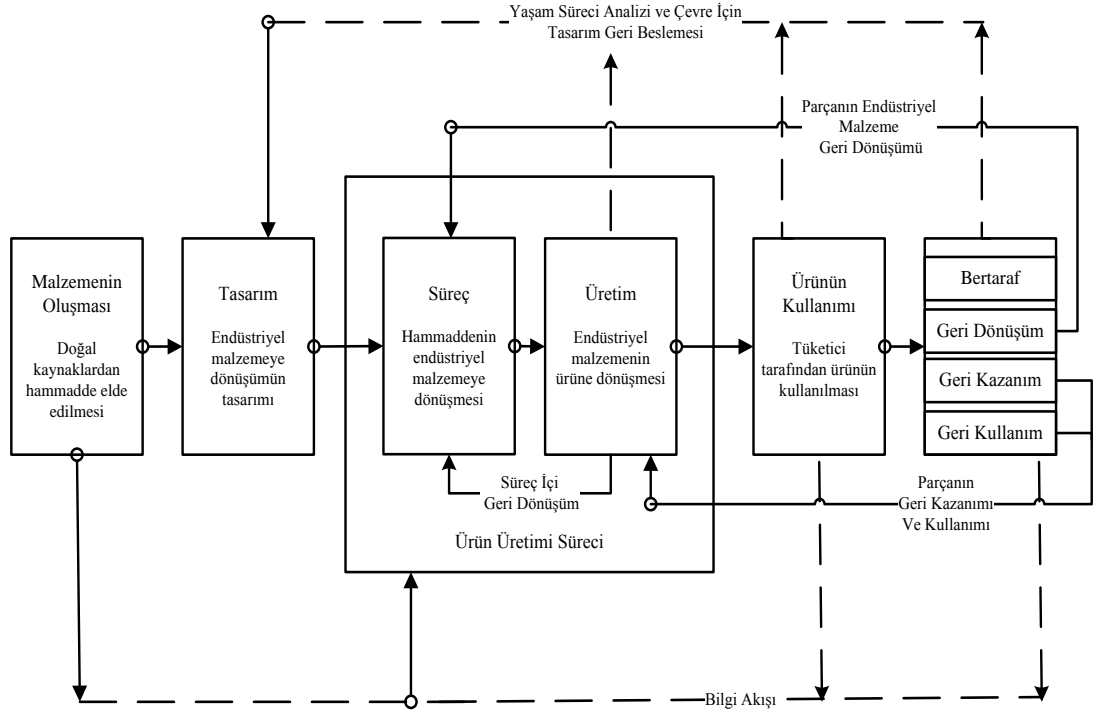 Yaşam Süreci Analizi ve Çevre İçin
Tasarım Geri Beslemesi
Parçanın Endüstriyel
Malzeme
Geri Dönüşümü
Malzemenin
Oluşması
Doğal
kaynaklardan
hammadde elde
edilmesi
Tasarım
Endüstriyel
malzemeye
dönüşümün
tasarımı
Süreç
Hammaddenin
endüstriyel
malzemeye
dönüşmesi
Üretim
Endüstriyel
malzemenin
ürüne dönüşmesi
Ürünün
Kullanımı
Tüketici
tarafından ürünün
kullanılması
Bertaraf
Geri Dönüşüm
Geri Kazanım
Geri Kullanım
Süreç İçi
Geri Dönüşüm
Ürün Üretimi Süreci
Parçanın
Geri Kazanımı
Ve Kullanımı
Bilgi Akışı